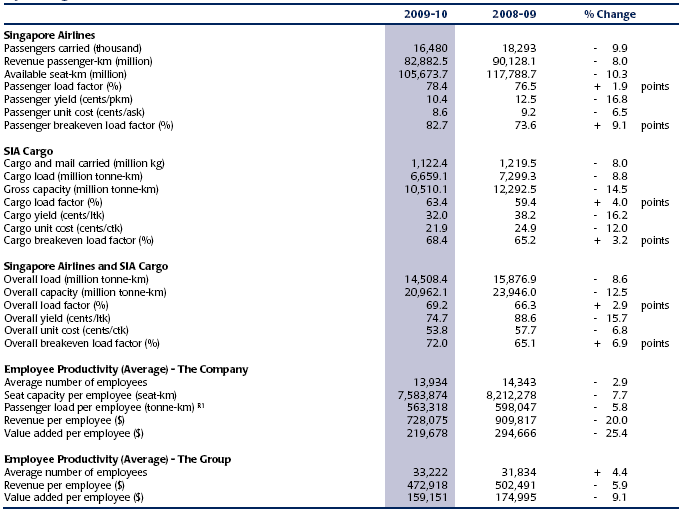 2009-10 2008-09 % Change
Singapore Airlines
Passengers carried (thousand) 16,480 18,293 - 9.9
Revenue passenger-km (million) 82,882.5 90,128.1 - 8.0
Available seat-km (million) 105,673.7 117,788.7 - 10.3
Passenger load factor (%) 78.4 76.5 + 1.9 points
Passenger yield (cents/pkm) 10.4 12.5 - 16.8
Passenger unit cost (cents/ask) 8.6 9.2 - 6.5
Passenger breakeven load factor (%) 82.7 73.6 + 9.1 points
SIA Cargo
Cargo and mail carried (million kg) 1,122.4 1,219.5 - 8.0
Cargo load (million tonne-km) 6,659.1 7,299.3 - 8.8
Gross capacity (million tonne-km) 10,510.1 12,292.5 - 14.5
Cargo load factor (%) 63.4 59.4 + 4.0 points
Cargo yield (cents/ltk) 32.0 38.2 - 16.2
Cargo unit cost (cents/ctk) 21.9 24.9 - 12.0
Cargo breakeven load factor (%) 68.4 65.2 + 3.2 points
Singapore Airlines and SIA Cargo
Overall load (million tonne-km) 14,508.4 15,876.9 - 8.6
Overall capacity (million tonne-km) 20,962.1 23,946.0 - 12.5
Overall load factor (%) 69.2 66.3 + 2.9 points
Overall yield (cents/ltk) 74.7 88.6 - 15.7
Overall unit cost (cents/ctk) 53.8 57.7 - 6.8
Overall breakeven load factor (%) 72.0 65.1 + 6.9 points
Employee Productivity (Average) - The Company
Average number of employees 13,934 14,343 - 2.9
Seat capacity per employee (seat-km) 7,583,874 8,212,278 - 7.7
Passenger load per employee (tonne-km) R1 563,318 598,047 - 5.8
Revenue per employee ($) 728,075 909,817 - 20.0
Value added per employee ($) 219,678 294,666 - 25.4
Employee Productivity (Average) - The Group
Average number of employees 33,222 31,834 + 4.4
Revenue per employee ($) 472,918 502,491 - 5.9
Value added per employee ($) 159,151 174,995 - 9.1